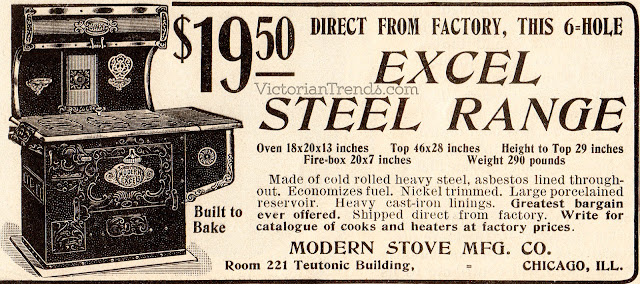 $19.50
DIRECT FROM FACTORY, THIS 6=HOLE
EXCEL
VictorianTrends.com
STEEL RANGE
Oven 18x20x13 inches Top 46x28 inches Height to Top 29 inches
Fire-box 20x7 inches Weight 290 pounds
Made of cold rolled heavy steel, asbestos lined through-
out. Economizes fuel. Nickel trimmed. Large porcelained
reservoir. Heavy cast-iron linings. Greatest bargain
ever offered. Shipped direct from factory. Write for
catalogue of cooks and heaters at factory prices.
Built to
Bake
MODERN STOVE MFG. CO.
Room 221 Teutonic Building, = CHICAGO, ILL.
MODERN
EXCEL